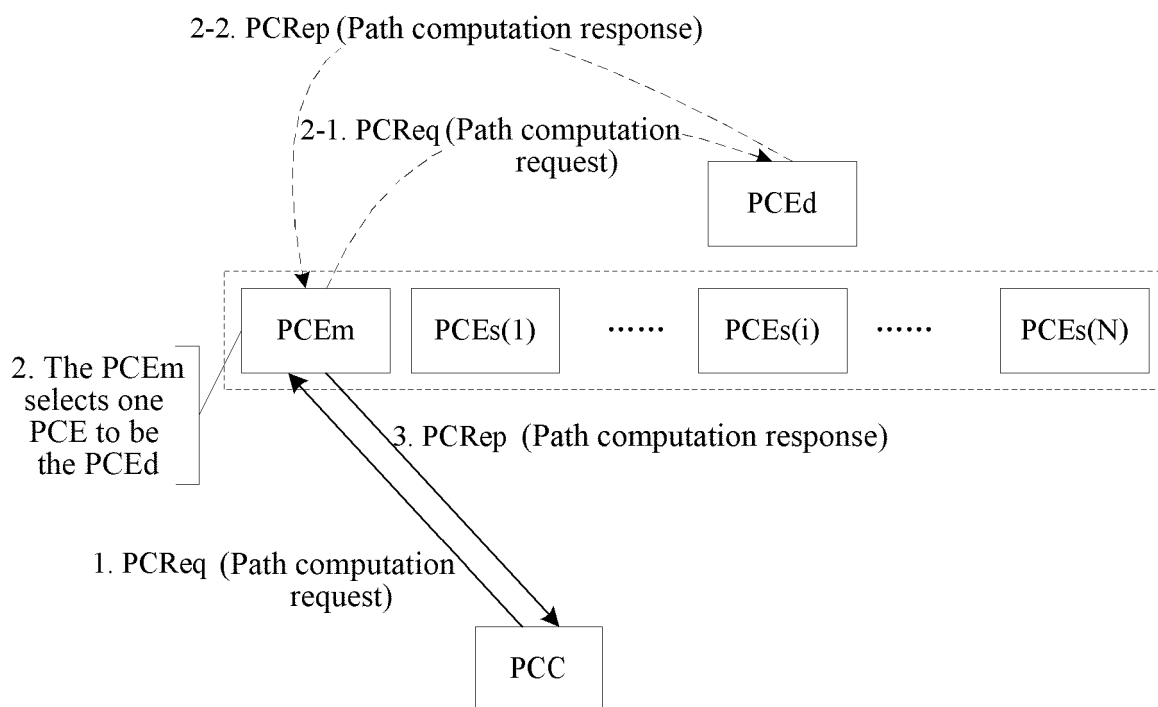 2-2. PCRep (Path computation response)
2-1. PCReq (Path computation
request)
PCEd
PCEm
PCEs(1)
......
PCEs(i)
......
PCEs(N)
2. The PCEm
selects one
PCE to be
the PCEd
3. PCRep (Path computation response)
1. PCReq (Path computation
request)
PCC